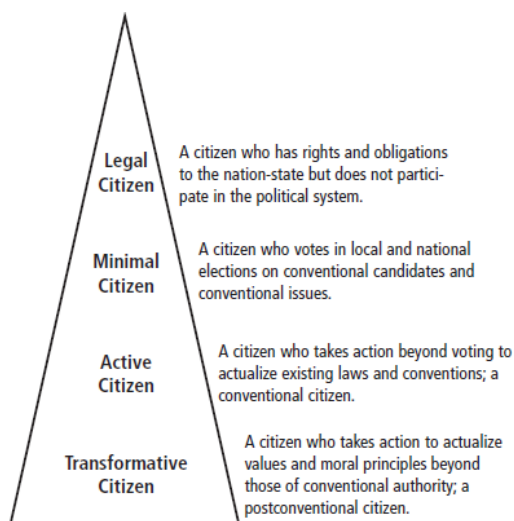 Legal
Citizen
A citizen who has rights and obligations
to the nation-state but does not partici-
pate in the political system.
Minimal
Citizen
A citizen who votes in local and national
elections on conventional candidates and
conventional issues.
Active
Citizen
A citizen who takes action beyond voting to
actualize existing laws and conventions; a
conventional citizen.
Transformative
Citizen
A citizen who takes action to actualize
values and moral principles beyond
those of conventional authority; a
postconventional citizen.